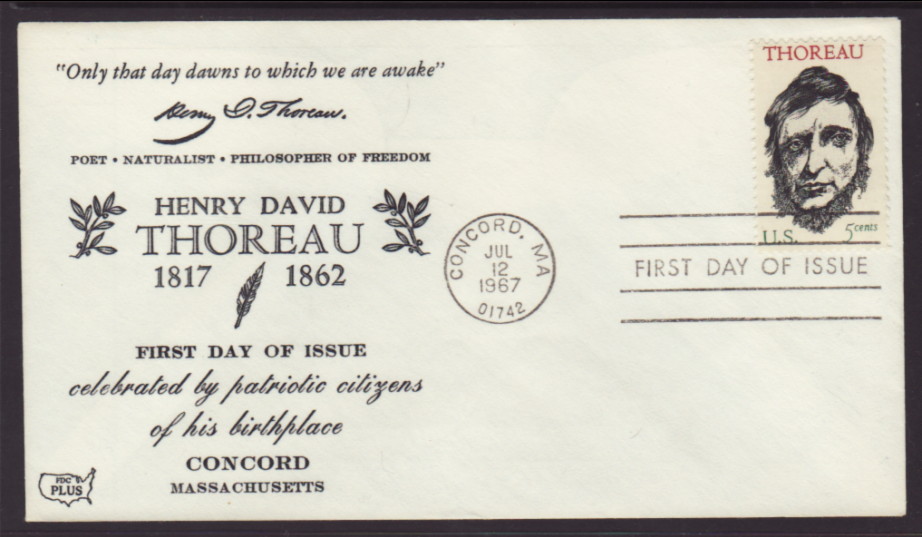 "Only that day dawns to which we are awake"
Henry D. Thoreau.
POET • NATURALIST • PHILOSOPHER OF FREEDOM
HENRY DAVID
THOREAU
1817 1862
FIRST DAY OF ISSUE
celebrated by patriotic citizens
of his birthplace
CONCORD
MASSACHUSETTS
FDC
PLUS
CONCORD, MA
JUL
12
1967
01742
THOREAU
U.S. 5 cents
FIRST DAY OF ISSUE